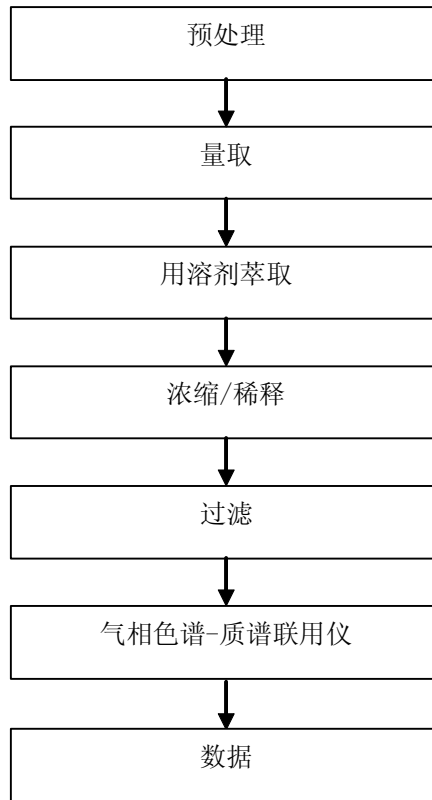 预处理
量取
用溶剂萃取
浓缩/稀释
过滤
气相色谱-质谱联用仪
数据